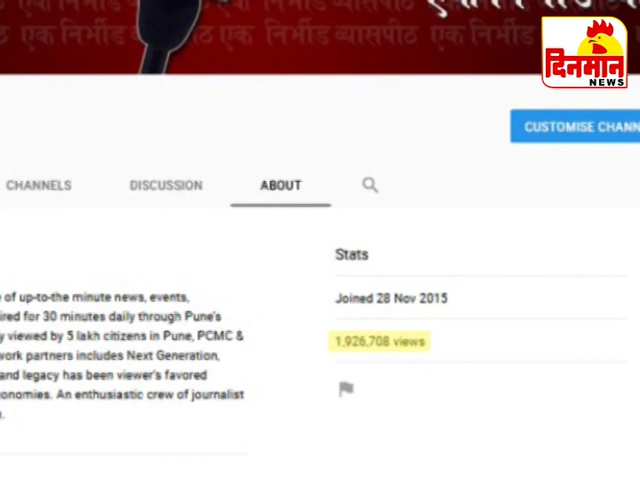 एक निर्भीड व्यासपीठ एक निर्भीड व्यासपीठ एक निर्भीड
दिनमान
NEWS
CUSTOMISE CHANN
CHANNELS DISCUSSION ABOUT
Stats
Joined 28 Nov 2015
1,926,708 views
e of up-to-the minute news, events,
ired for 30 minutes daily through Pune's
y viewed by 5 lakh citizens in Pune, PCMC &
work partners includes Next Generation,
and legacy has been viewer's favored
onomies. An enthusiastic crew of journalist